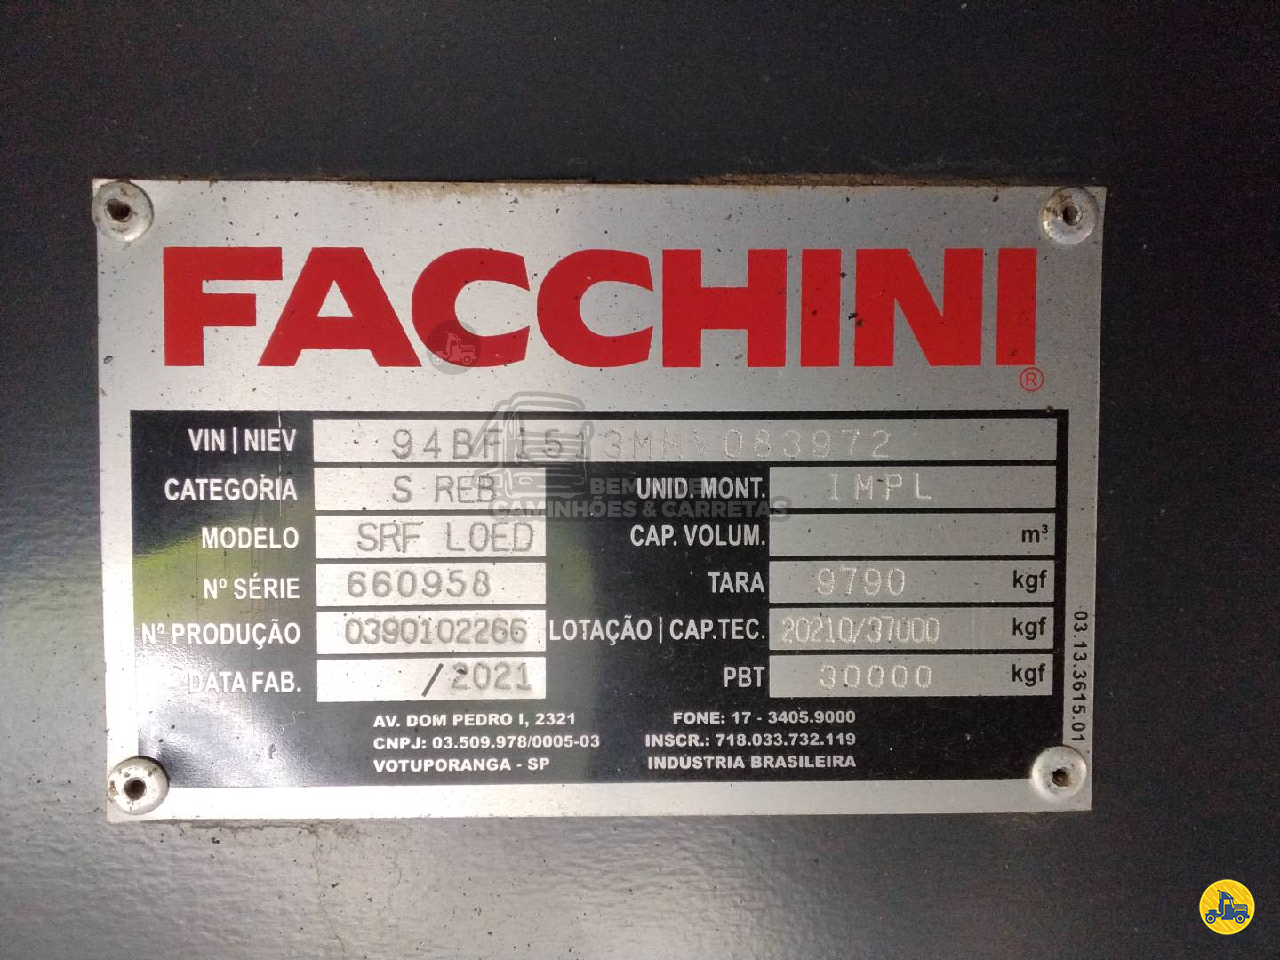 FACCHINI
®
VIN | NIEV 94BF1513MMV083972
CATEGORIA S REB UNID. MONT. IMPL
MODELO SRF LOED CAP. VOLUM. m³
Nº SÉRIE 660958 TARA 9790 kgf
Nº PRODUÇÃO 0390102266 LOTAÇÃO | CAP.TEC. 20210/37000 kgf
DATA FAB. /2021 PBT 30000 kgf
AV. DOM PEDRO I, 2321 FONE: 17 - 3405.9000
CNPJ: 03.509.978/0005-03 INSCR.: 718.033.732.119
VOTUPORANGA - SP INDÚSTRIA BRASILEIRA
03.13.3615.01
CAMINHÕES & CARRETAS